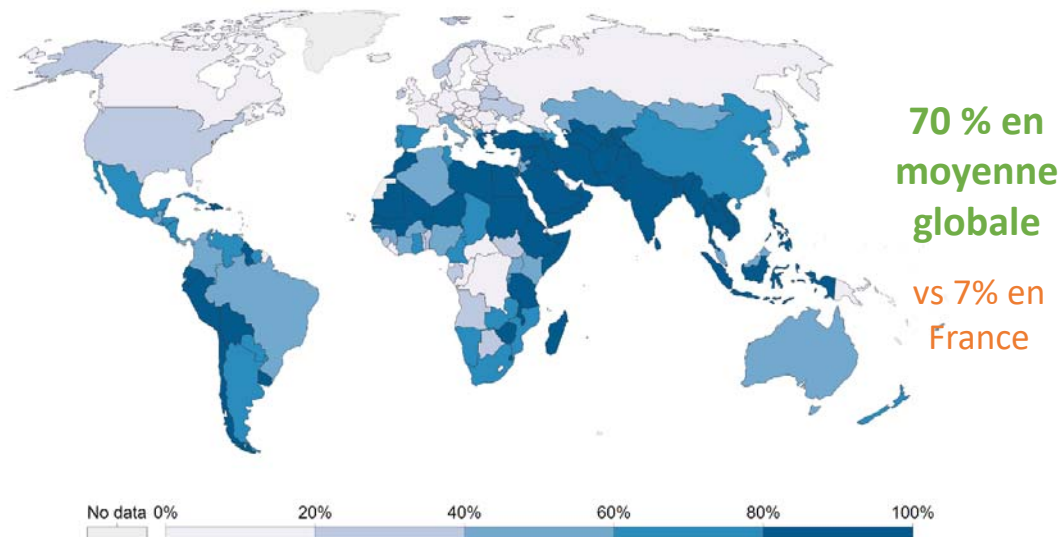 70 % en
moyenne
globale
vs 7% en
France
No data 0% 20% 40% 60% 80% 100%